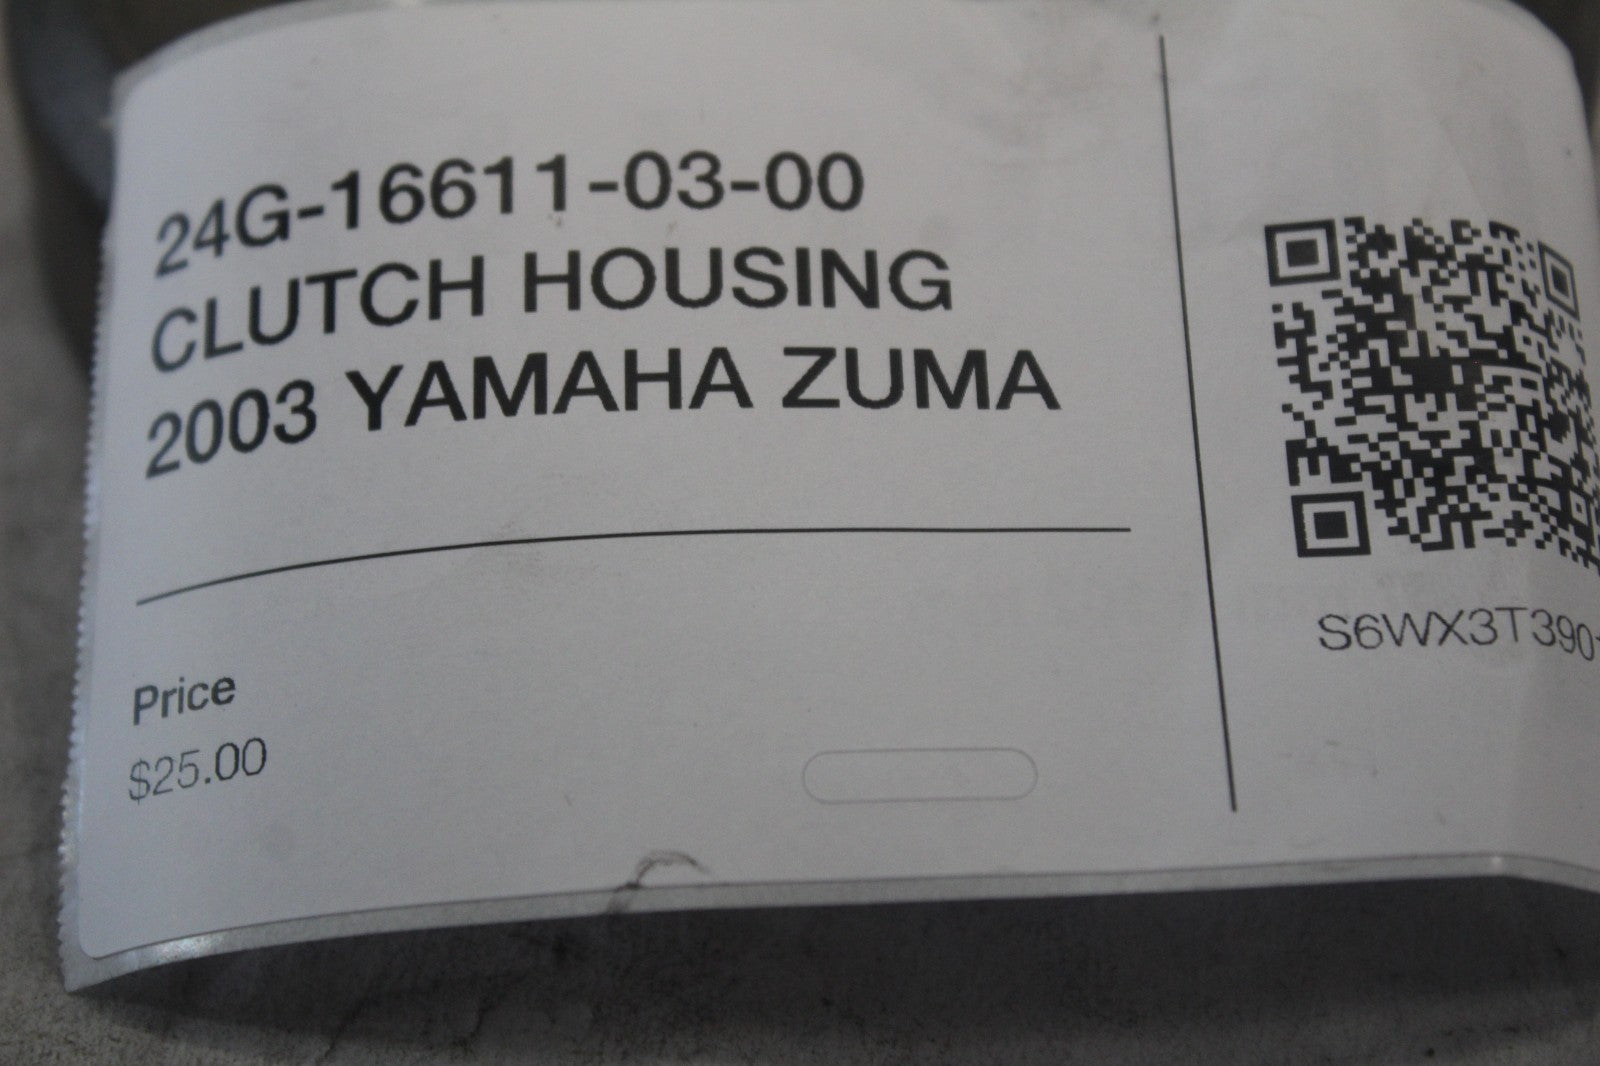 24G-16611-03-00
CLUTCH HOUSING
2003 YAMAHA ZUMA
Price
$25.00
S6WX3T390